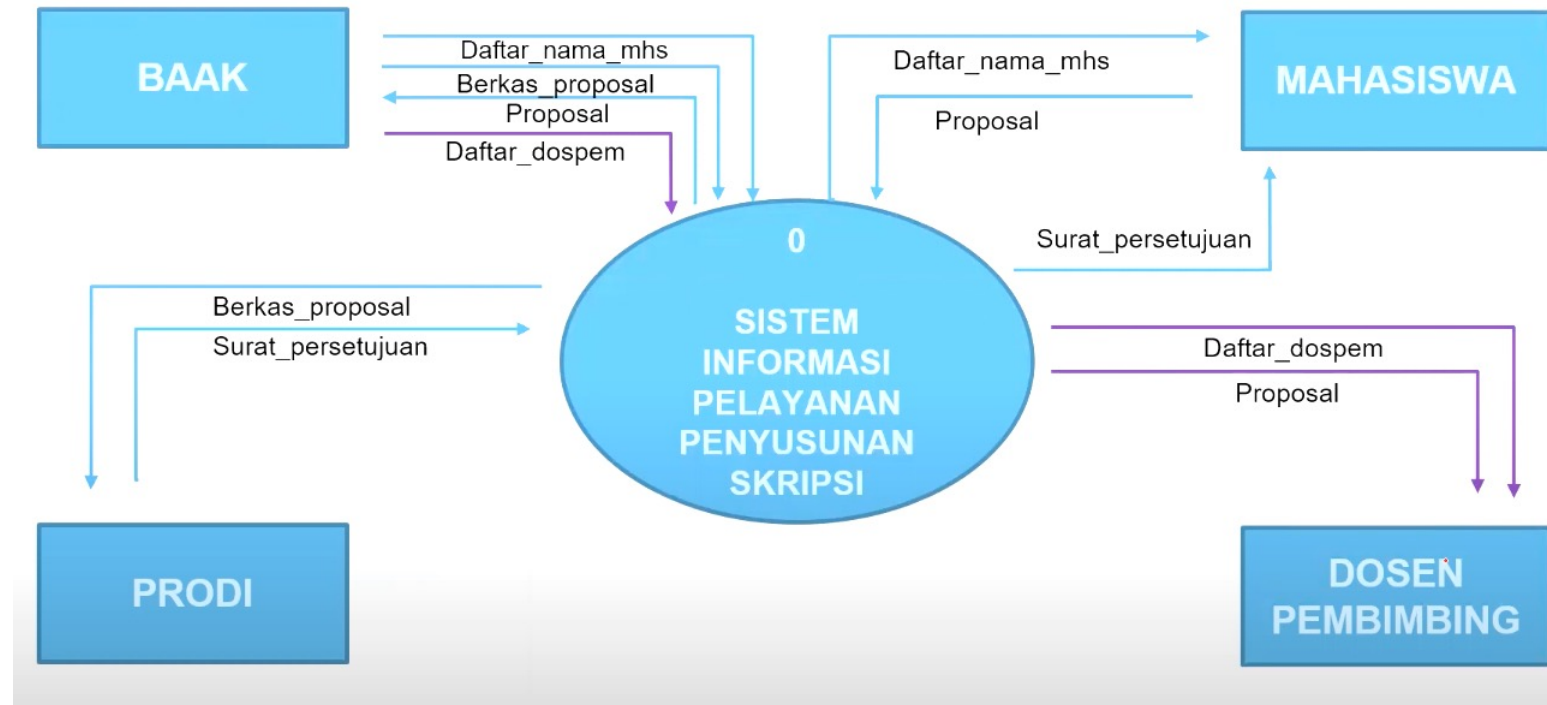 BAAK
Daftar_nama_mhs
Berkas_proposal
Proposal
Daftar_dospem
Daftar_nama_mhs
Proposal
MAHASISWA
Surat_persetujuan
0
SISTEM
INFORMASI
PELAYANAN
PENYUSUNAN
SKRIPSI
Berkas_proposal
Surat_persetujuan
Daftar_dospem
Proposal
PRODI
DOSEN
PEMBIMBING